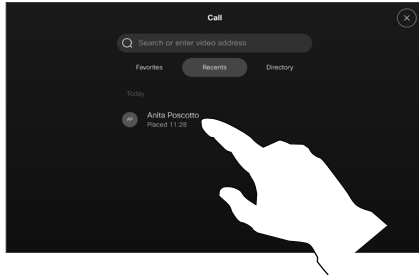 Call
Search or enter video address
Favorites Recents Directory
Today
AP Anita Poscotto
Placed 11:28